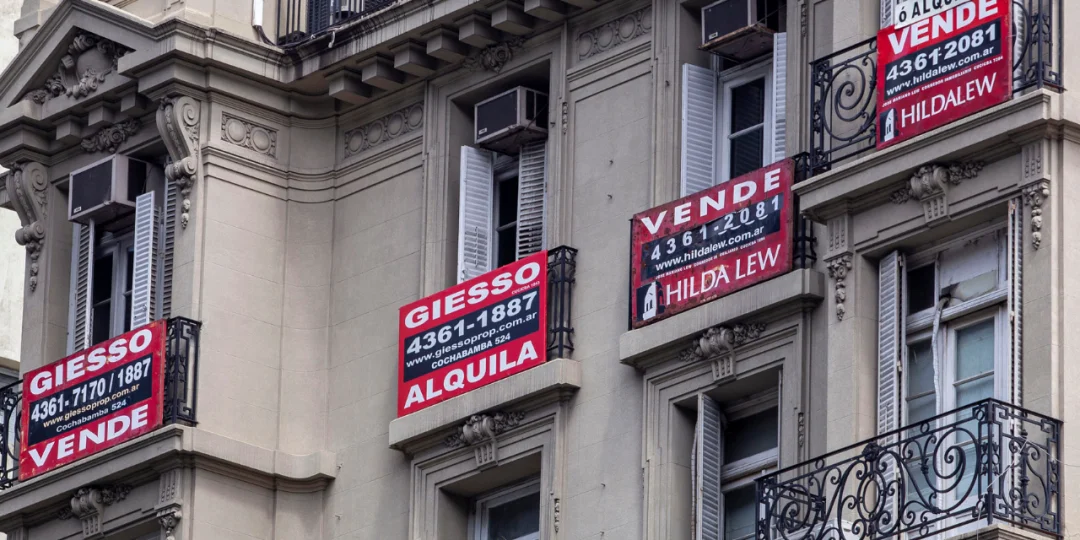 GIESSO
4361-7170/1887
www.giessoprop.com.ar
Cochabamba 524
VENDE
GIESSO
4361-1887
www.giessoprop.com.ar
COCHABAMBA 524
ALQUILA
VENDE
4361-2081
www.hildalew.com.ar
HILDA LEW
Ó ALQUI
VENDE
4361 2081
www.hildalew.com.ar
HILDALEW